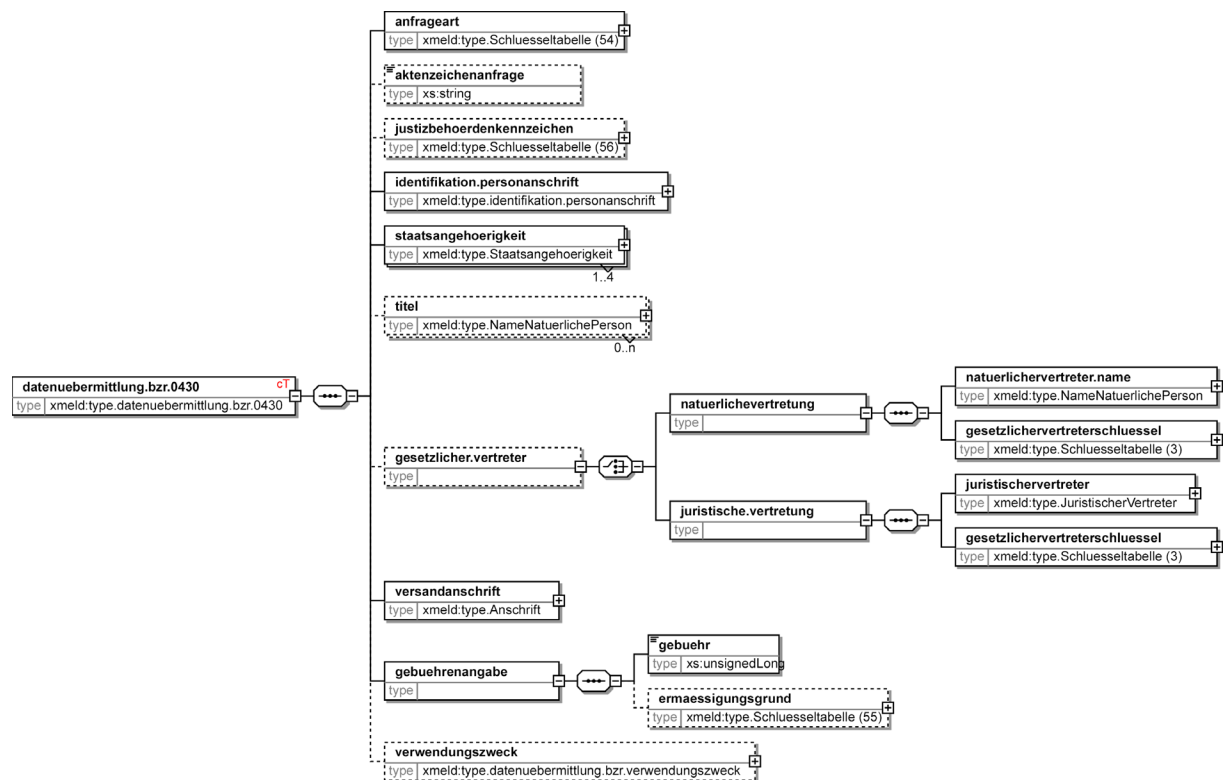 anfrageart
type xmeld:type.Schluesseltabelle (54)
aktenzeichenanfrage
type xs:string
justizbehoerdenkennzeichen
type xmeld:type.Schluesseltabelle (56)
identifikation.personanschrift
type xmeld:type.identifikation.personanschrift
staatsangehoerigkeit
type xmeld:type.Staatsangehoerigkeit
1..4
titel
type xmeld:type.NameNatuerlichePerson
0..n
datenuebermittlung.bzr.0430 cT
type xmeld:type.datenuebermittlung.bzr.0430
gesetzlicher.vertreter
type
natuerlichevertretung
type
natuerlichervertreter.name
type xmeld:type.NameNatuerlichePerson
gesetzlichervertreterschluessel
type xmeld:type.Schluesseltabelle (3)
juristische.vertretung
type
juristischervertreter
type xmeld:type.JuristischerVertreter
gesetzlichervertreterschluessel
type xmeld:type.Schluesseltabelle (3)
versandanschrift
type xmeld:type.Anschrift
gebuehrenangabe
type
gebuehr
type xs:unsignedLong
ermaessigungsgrund
type xmeld:type.Schluesseltabelle (55)
verwendungszweck
type xmeld:type.datenuebermittlung.bzr.verwendungszweck